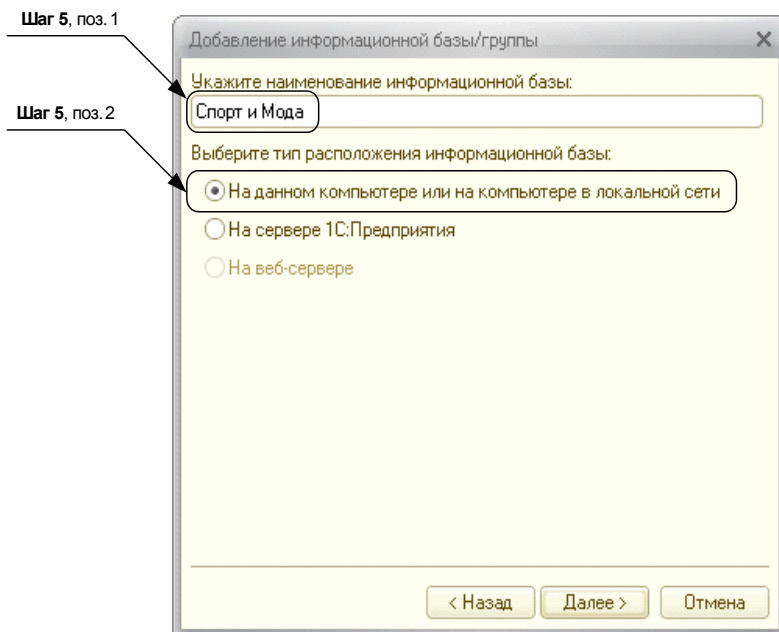 Шаг 5, поз. 1
Добавление информационной базы/группы
Укажите наименование информационной базы:
Спорт и Мода
Шаг 5, поз. 2
Выберите тип расположения информационной базы:
На данном компьютере или на компьютере в локальной сети
На сервере 1С:Предприятия
На веб-сервере
< Назад
Далее >
Отмена